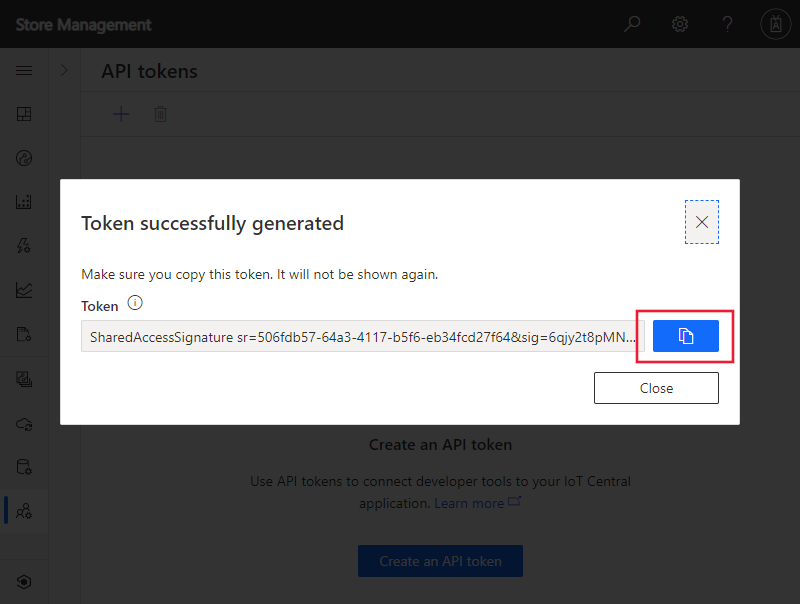 Store Management
API tokens
Token successfully generated
Make sure you copy this token. It will not be shown again.
Token
SharedAccessSignature sr=506fdb57-64a3-4117-b5f6-eb34fcd27f64&sig=6qjy2t8pMN...
Close
Create an API token
Use API tokens to connect developer tools to your IoT Central
application. Learn more
Create an API token